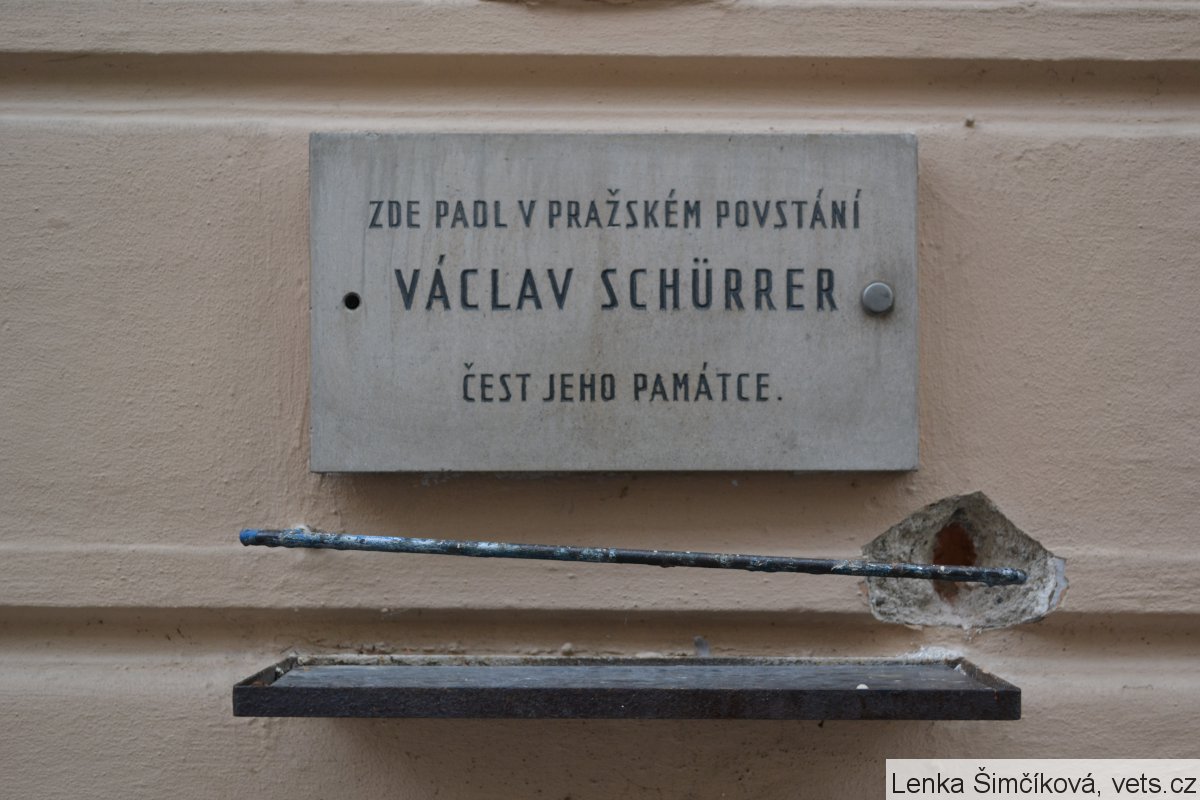 ZDE PADL V PRAŽSKÉM POVSTÁNÍ
VÁCLAV SCHÜRRER
ČEST JEHO PAMÁTCE.
Lenka Šimčíková, vets.cz